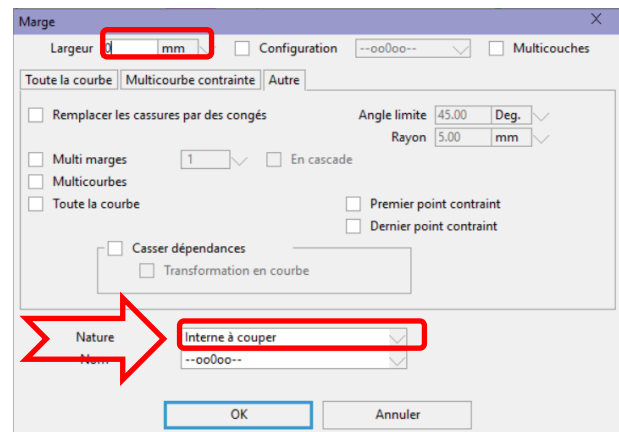 Marge X
Largeur 0 mm Configuration --oo0oo-- Multicouches
Toute la courbe Multicourbe contrainte Autre
Remplacer les cassures par des congés Angle limite 45.00 Deg.
Rayon 5.00 mm
Multi marges 1 En cascade
Multicourbes
Toute la courbe Premier point contraint
Dernier point contraint
Casser dépendances
Transformation en courbe
Nature Interne à couper
Nom --oo0oo--
OK Annuler